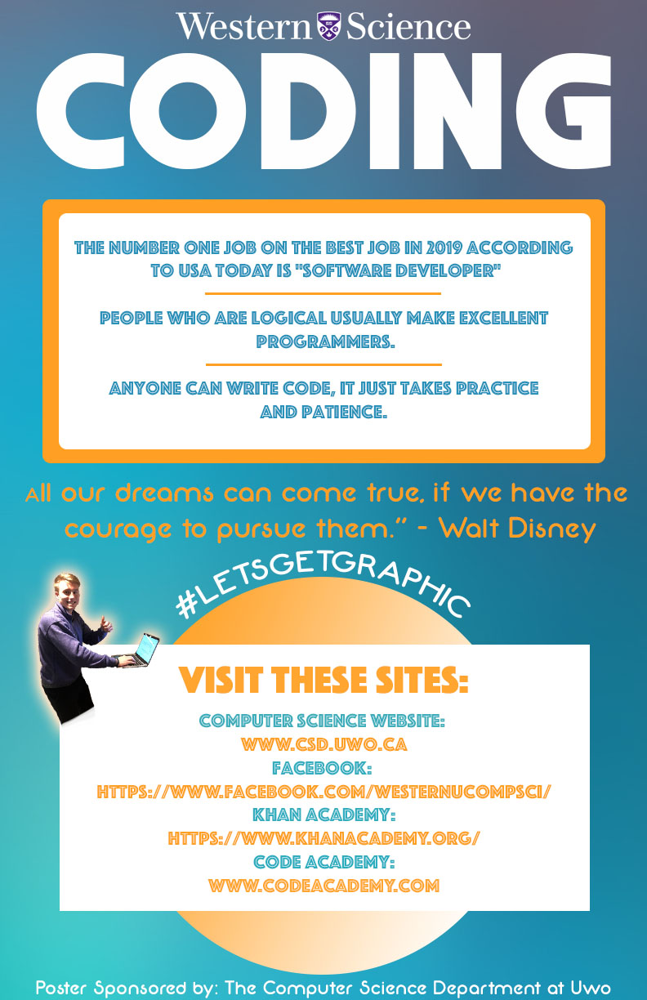 Western Science
CODING
THE NUMBER ONE JOB ON THE BEST JOB IN 2019 ACCORDING
TO USA TODAY IS "SOFTWARE DEVELOPER"
PEOPLE WHO ARE LOGICAL USUALLY MAKE EXCELLENT
PROGRAMMERS.
ANYONE CAN WRITE CODE, IT JUST TAKES PRACTICE
AND PATIENCE.
All our dreams can come true, if we have the
courage to pursue them.” - Walt Disney
#LETSGETGRAPHIC
VISIT THESE SITES:
COMPUTER SCIENCE WEBSITE:
WWW.CSD.UWO.CA
FACEBOOK:
HTTPS://WWW.FACEBOOK.COM/WESTERNUCOMPSCI/
KHAN ACADEMY:
HTTPS://WWW.KHANACADEMY.ORG/
CODE ACADEMY:
WWW.CODEACADEMY.COM
Poster Sponsored by: The Computer Science Department at Uwo